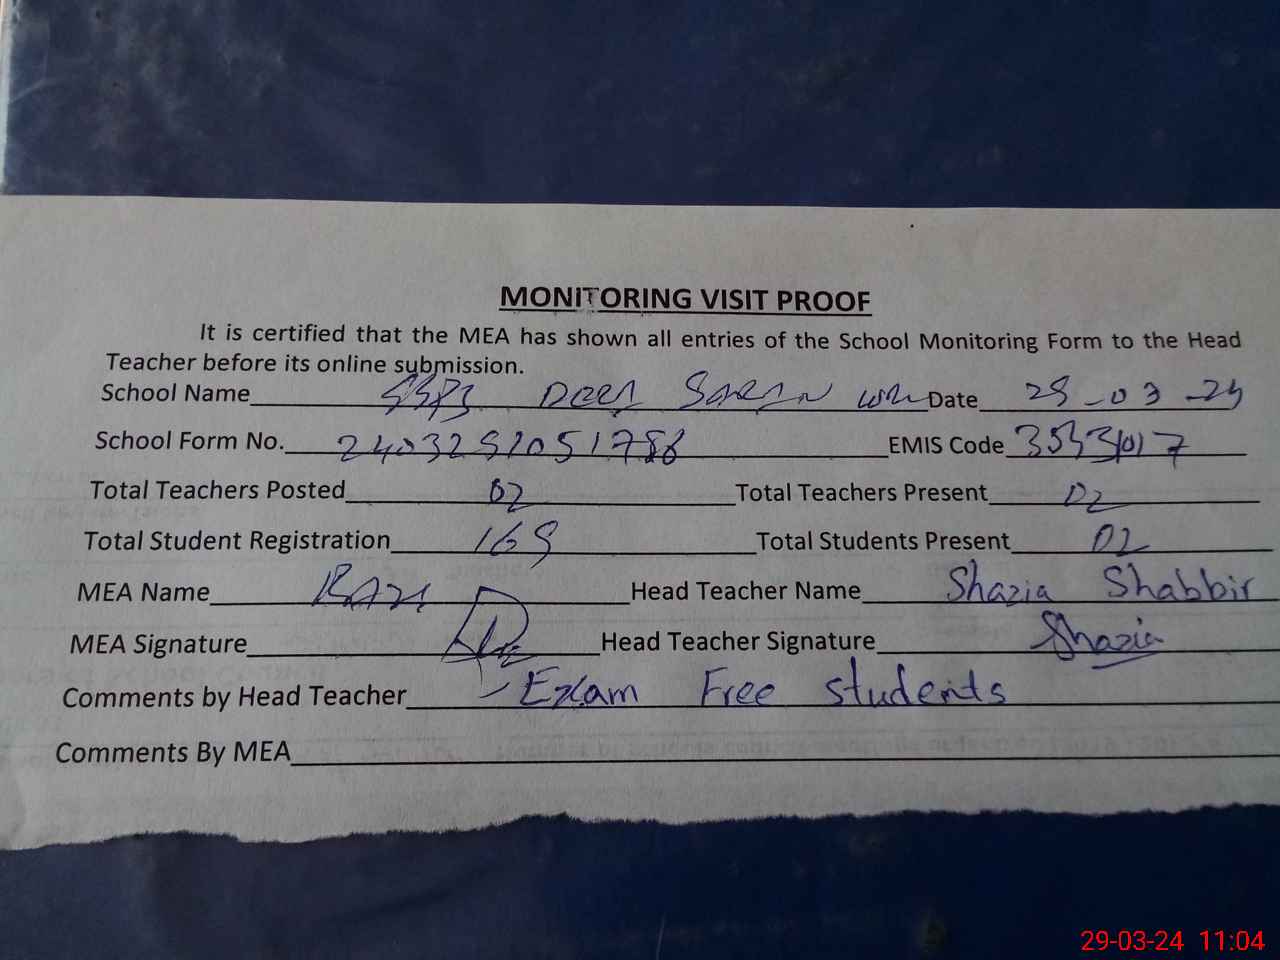 MONITORING VISIT PROOF
It is certified that the MEA has shown all entries of the School Monitoring Form to the Head
Teacher before its online submission.
School Name Date 29-03-24
School Form No. EMIS Code
Total Teachers Posted 02 Total Teachers Present 02
Total Student Registration 169 Total Students Present 02
MEA Name Head Teacher Name Shazia Shabbir
MEA Signature Head Teacher Signature Shazia
Comments by Head Teacher Exam Free students
Comments By MEA
29-03-24 11:04